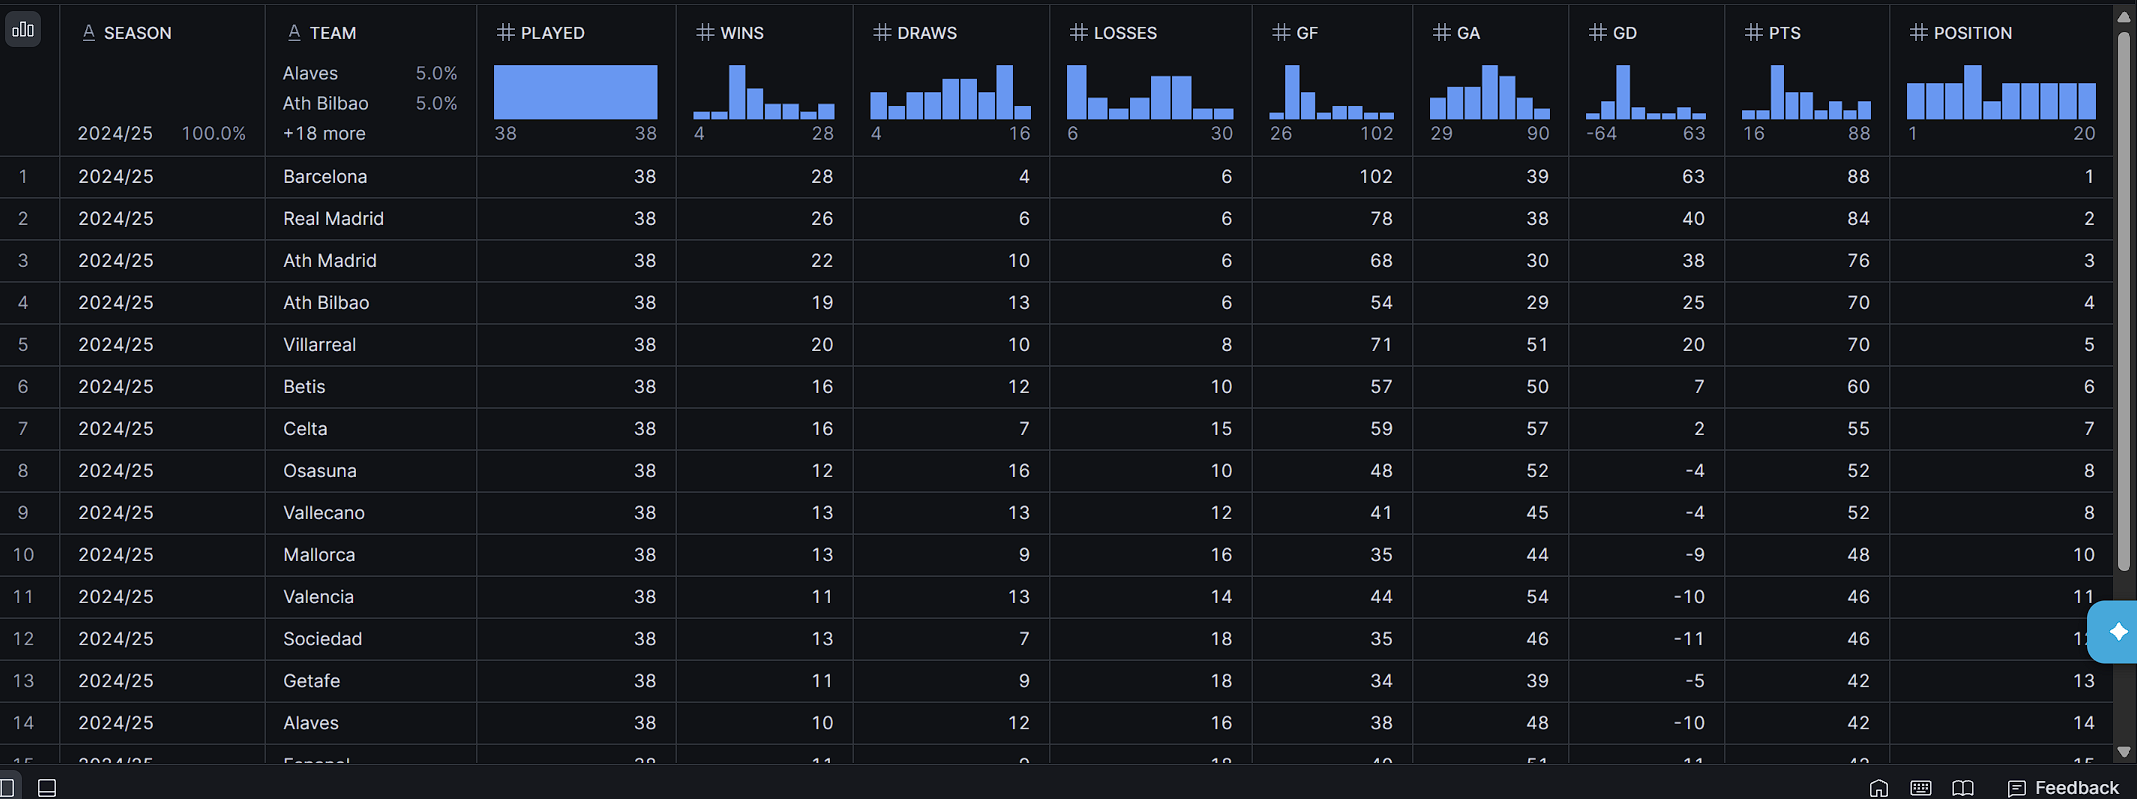 A SEASON A TEAM # PLAYED # WINS # DRAWS # LOSSES # GF # GA # GD # PTS # POSITION
Alaves 5.0%
Ath Bilbao 5.0%
2024/25 100.0% +18 more 38 38 4 28 4 16 6 30 26 102 29 90 -64 63 16 88 1 20
1 2024/25 Barcelona 38 28 4 6 102 39 63 88 1
2 2024/25 Real Madrid 38 26 6 6 78 38 40 84 2
3 2024/25 Ath Madrid 38 22 10 6 68 30 38 76 3
4 2024/25 Ath Bilbao 38 19 13 6 54 29 25 70 4
5 2024/25 Villarreal 38 20 10 8 71 51 20 70 5
6 2024/25 Betis 38 16 12 10 57 50 7 60 6
7 2024/25 Celta 38 16 7 15 59 57 2 55 7
8 2024/25 Osasuna 38 12 16 10 48 52 -4 52 8
9 2024/25 Vallecano 38 13 13 12 41 45 -4 52 8
10 2024/25 Mallorca 38 13 9 16 35 44 -9 48 10
11 2024/25 Valencia 38 11 13 14 44 54 -10 46 11
12 2024/25 Sociedad 38 13 7 18 35 46 -11 46
13 2024/25 Getafe 38 11 9 18 34 39 -5 42 13
14 2024/25 Alaves 38 10 12 16 38 48 -10 42 14
Feedback